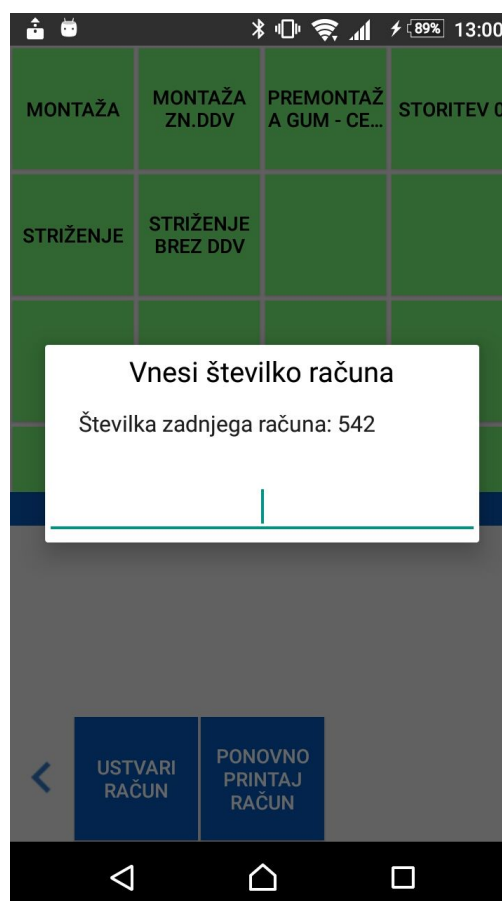 89% 13:00
MONTAŽA
MONTAŽA
ZN.DDV
PREMONTAŽ
A GUM - CE...
STORITEV 0
STRIŽENJE
STRIŽENJE
BREZ DDV
Vnesi številko računa
Številka zadnjega računa: 542
USTVARI
RAČUN
PONOVNO
PRINTAJ
RAČUN